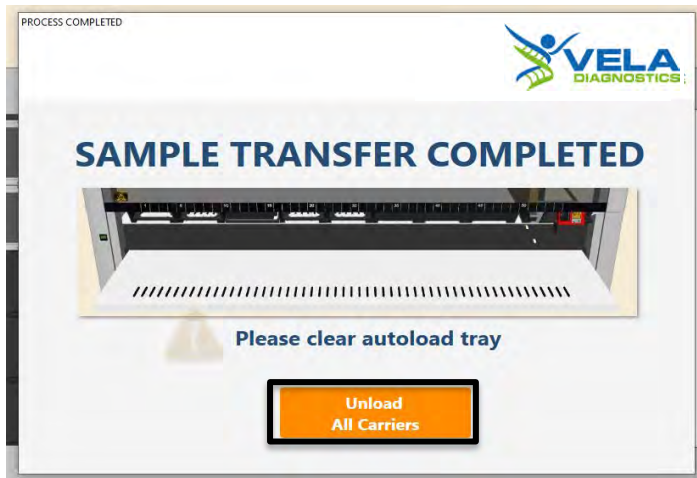 PROCESS COMPLETED
VELA
DIAGNOSTICS
SAMPLE TRANSFER COMPLETED
Please clear autoload tray
Unload
All Carriers